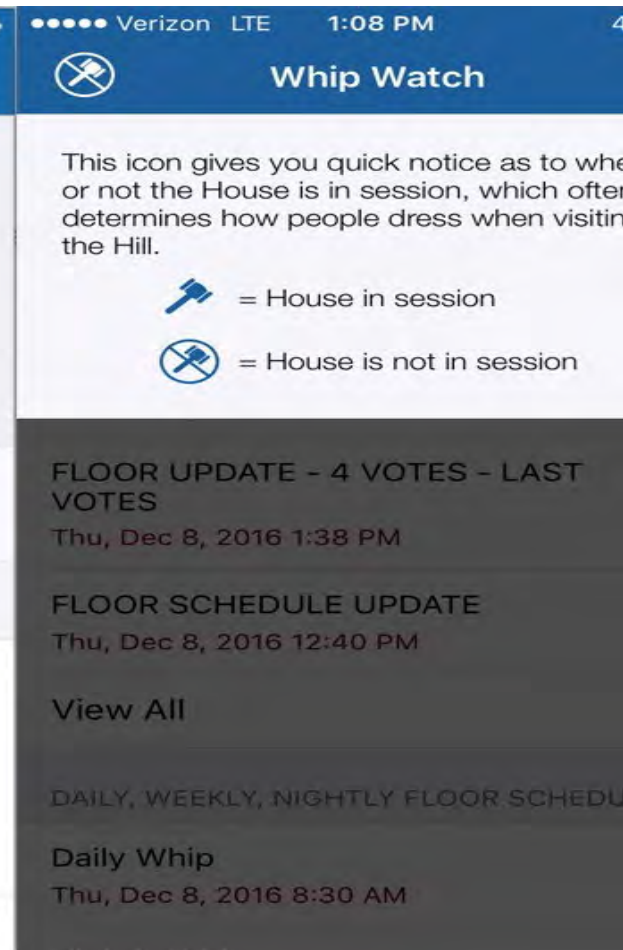 Verizon LTE 1:08 PM 4
Whip Watch
This icon gives you quick notice as to whe
or not the House is in session, which ofter
determines how people dress when visitin
the Hill.
= House in session
= House is not in session
FLOOR UPDATE - 4 VOTES - LAST
VOTES
Thu, Dec 8, 2016 1:38 PM
FLOOR SCHEDULE UPDATE
Thu, Dec 8, 2016 12:40 PM
View All
DAILY, WEEKLY, NIGHTLY FLOOR SCHEDU
Daily Whip
Thu, Dec 8, 2016 8:30 AM